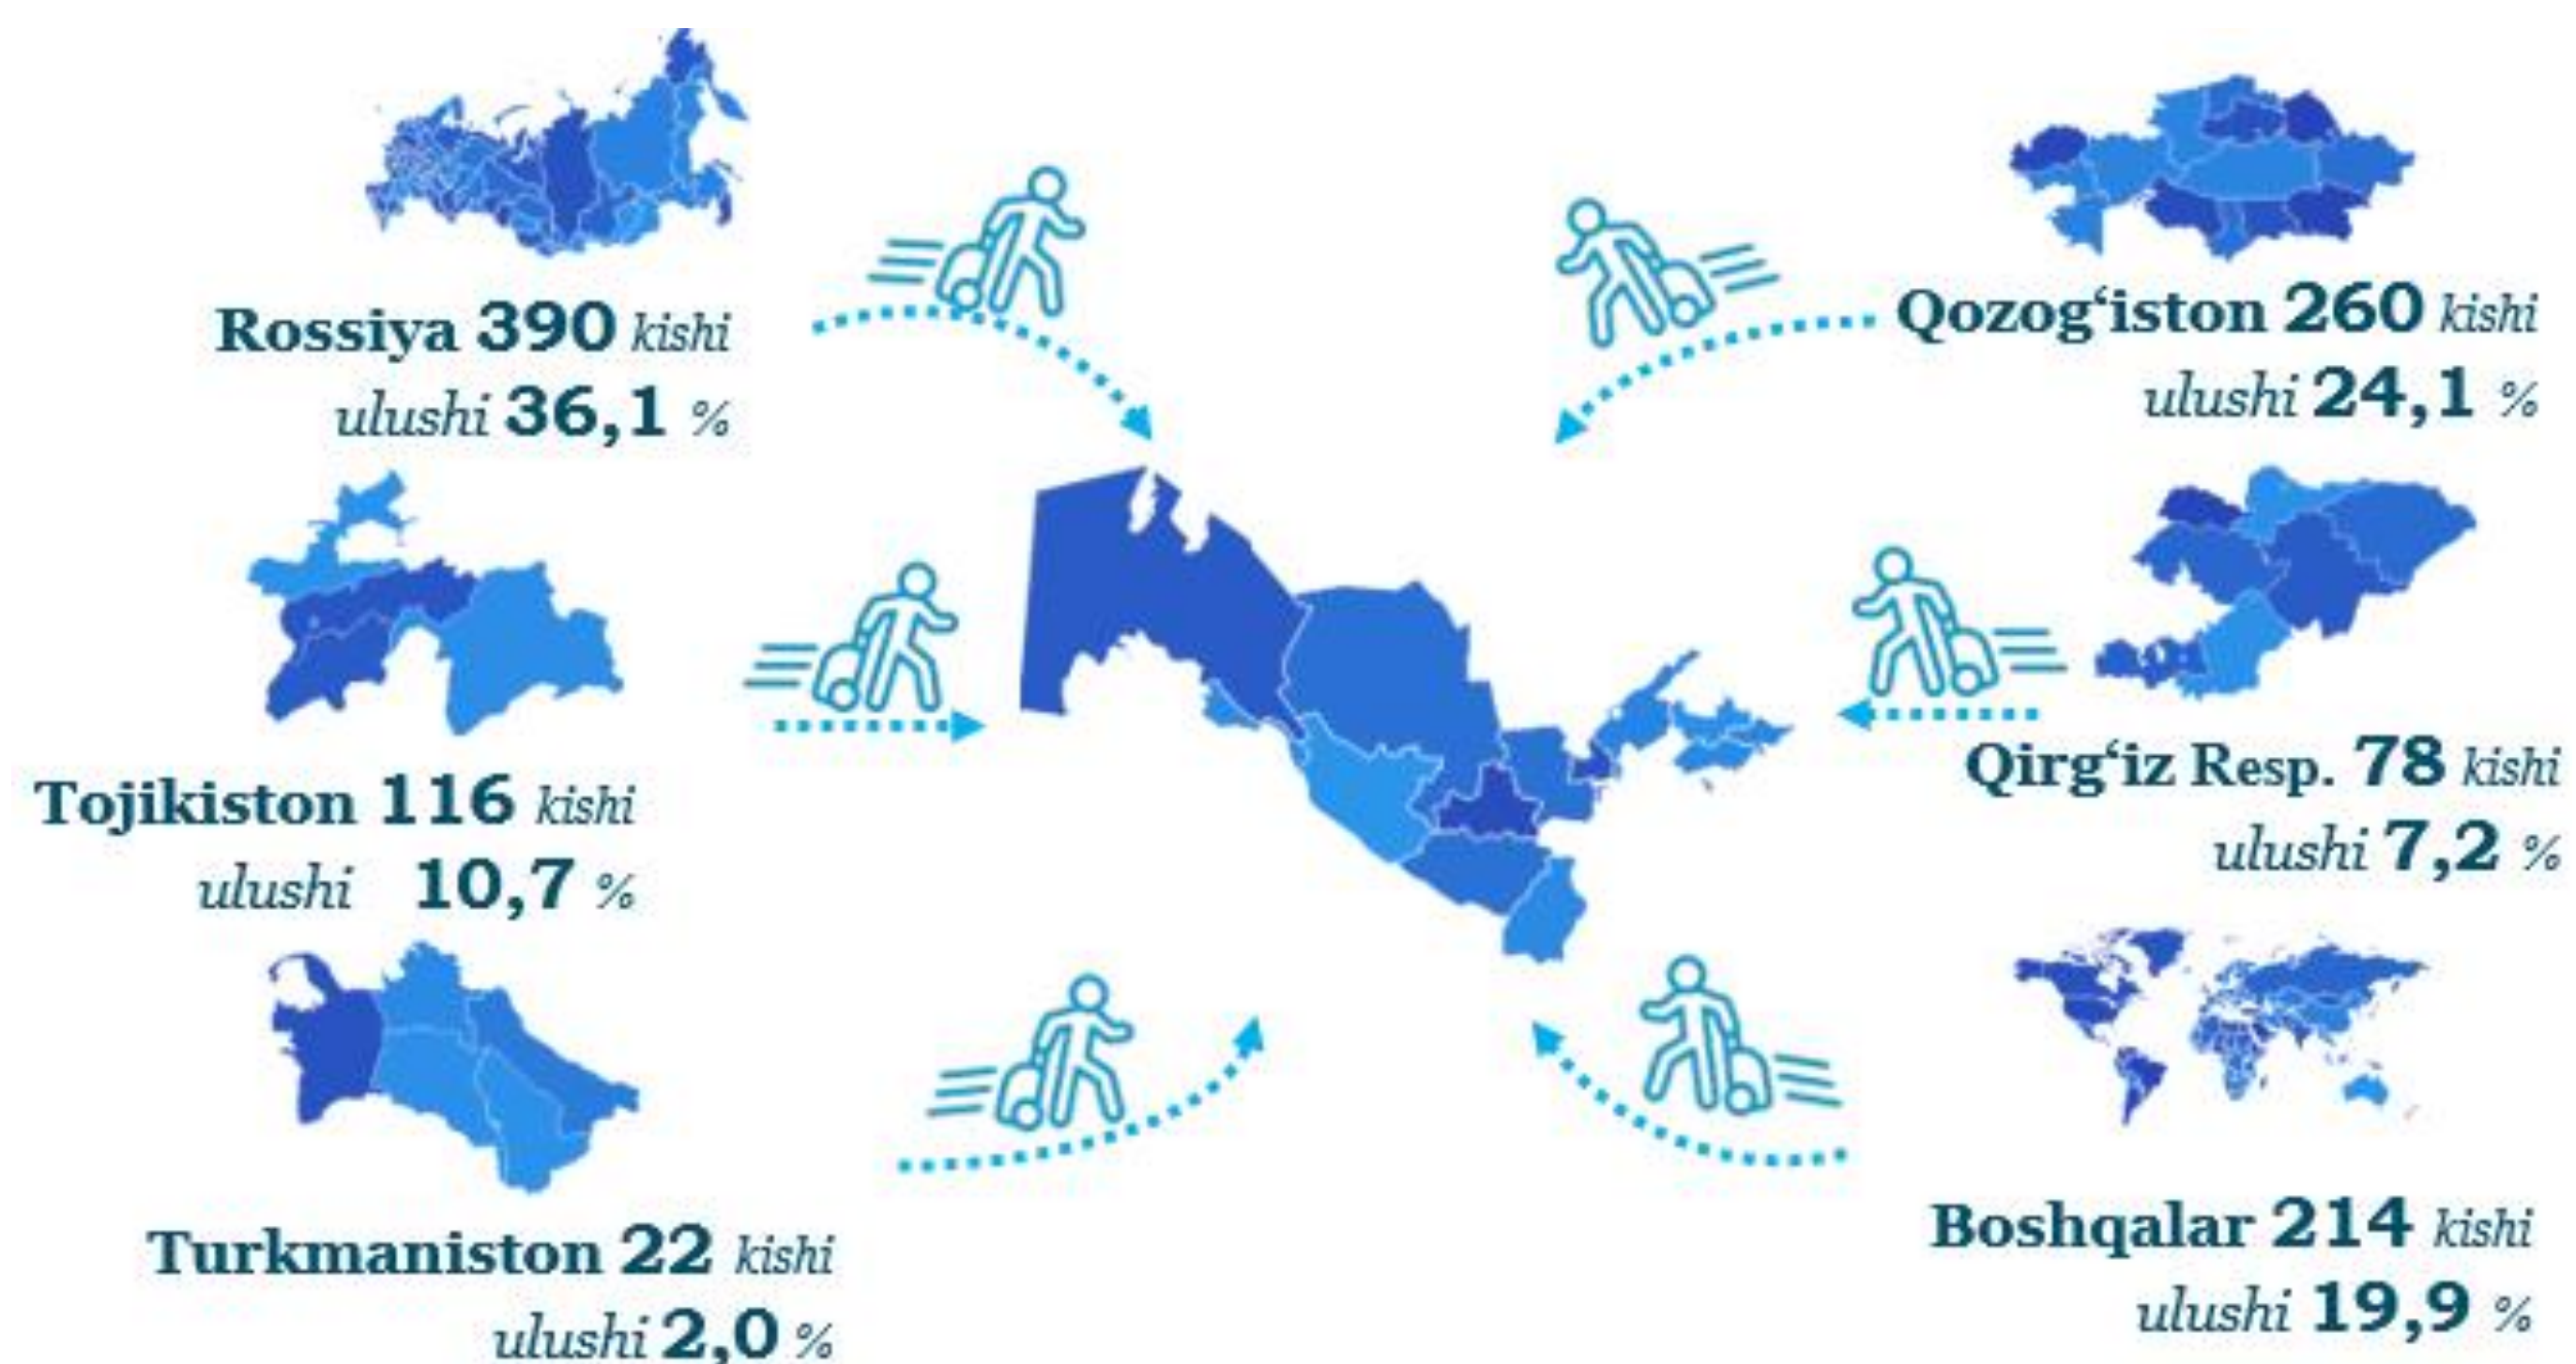 Rossiya 390 kishi
ulushi 36,1 %
Qozog‘iston 260 kishi
ulushi 24,1 %
Tojikiston 116 kishi
ulushi 10,7 %
Qirg‘iz Resp. 78 kishi
ulushi 7,2 %
Turkmaniston 22 kishi
ulushi 2,0 %
Boshqalar 214 kishi
ulushi 19,9 %